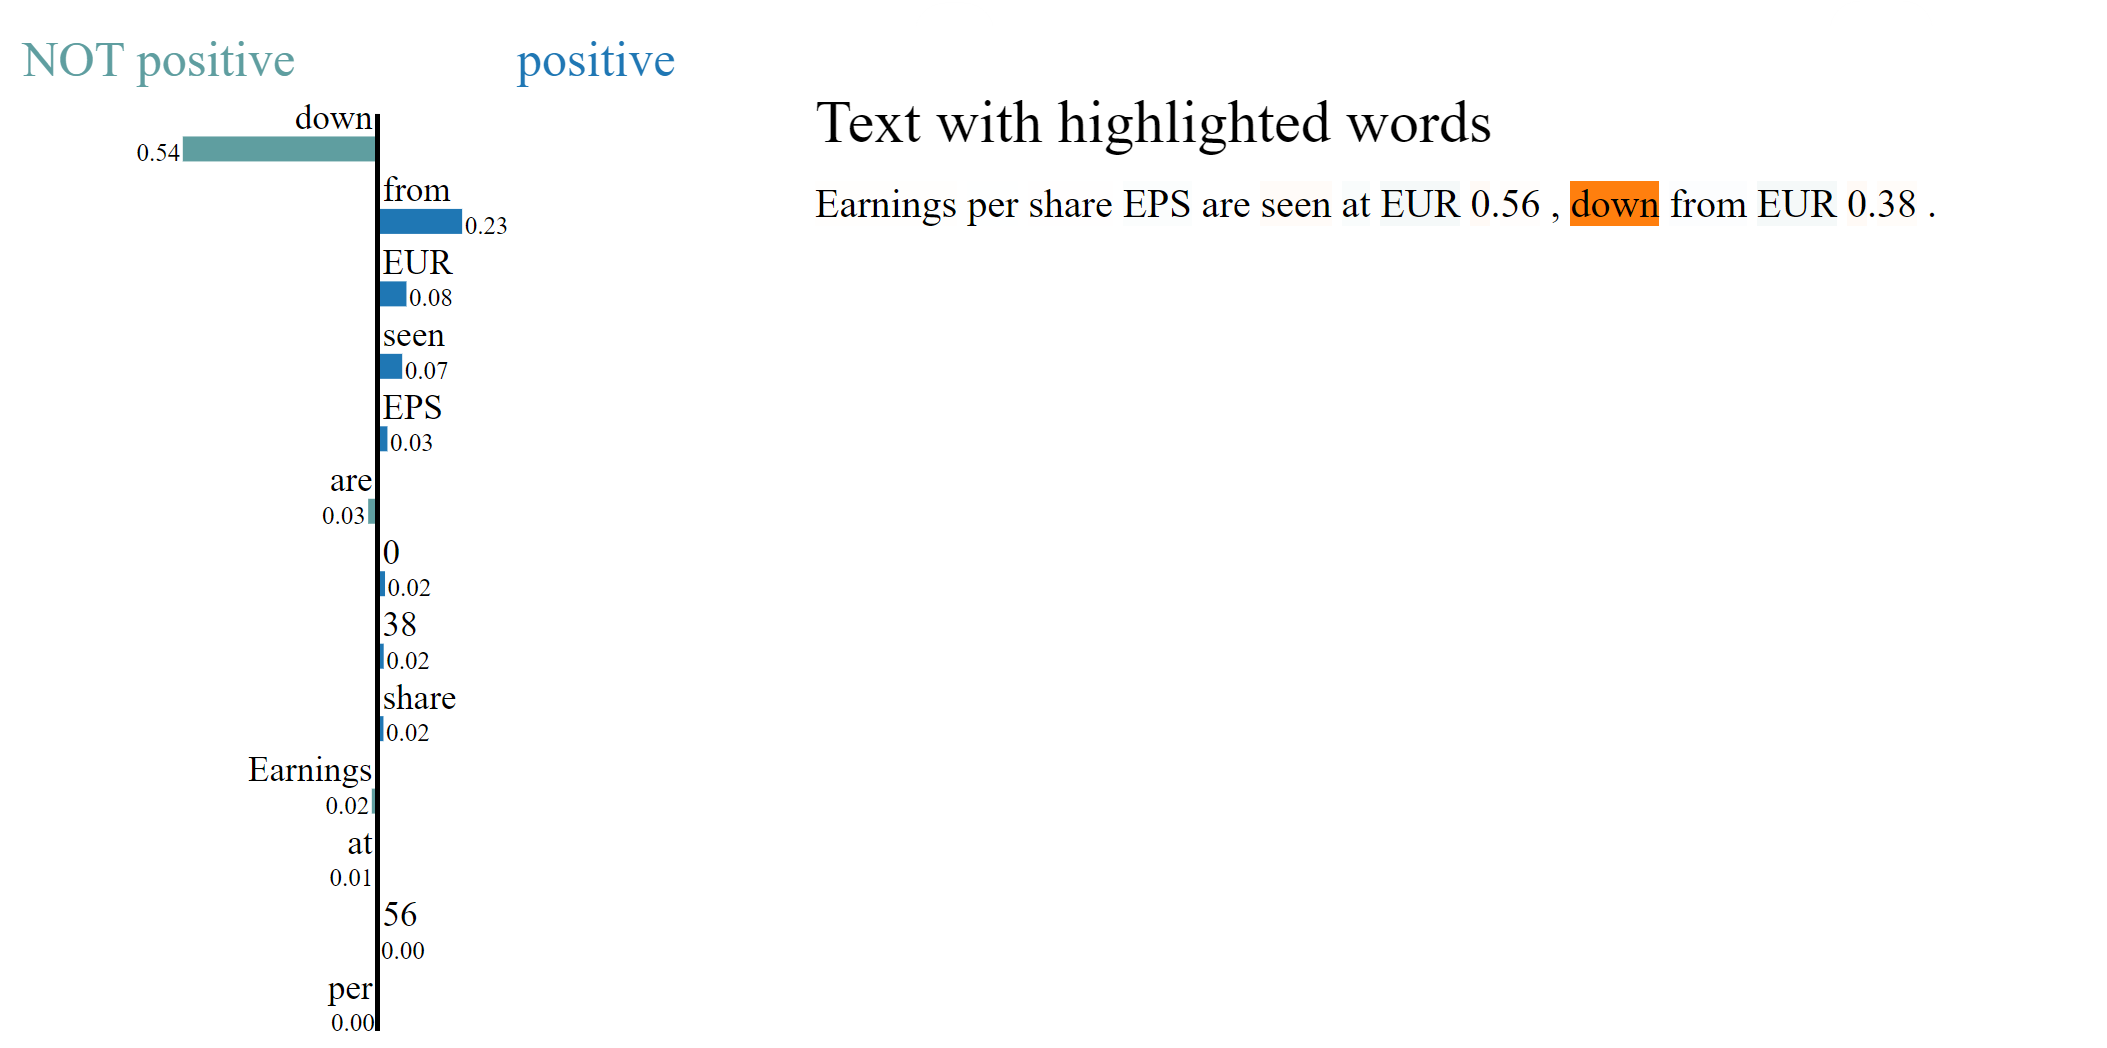 NOT positive
positive
down
0.54
from
0.23
EUR
0.08
seen
0.07
EPS
0.03
are
0.03
0
0.02
38
0.02
share
0.02
Earnings
0.02
at
0.01
56
0.00
per
0.00
Text with highlighted words
Earnings per share EPS are seen at EUR 0.56 , down from EUR 0.38 .